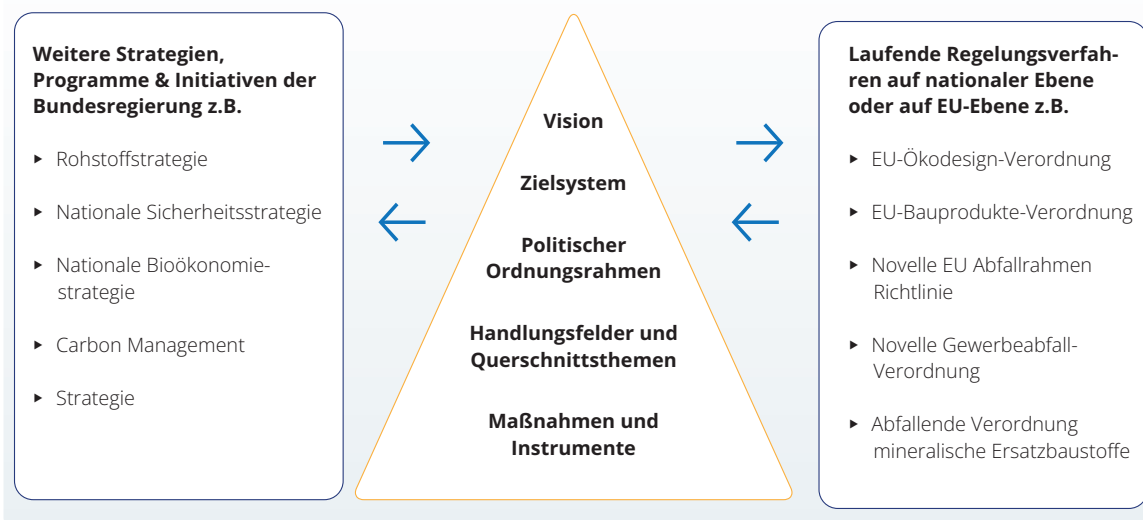 Weitere Strategien,
Programme & Initiativen der
Bundesregierung z.B.
▸ Rohstoffstrategie
▸ Nationale Sicherheitsstrategie
▸ Nationale Bioökonomie-
strategie
▸ Carbon Management
▸ Strategie
Vision
Zielsystem
Politischer
Ordnungsrahmen
Handlungsfelder und
Querschnittsthemen
Maßnahmen und
Instrumente
Laufende Regelungsverfah-
ren auf nationaler Ebene
oder auf EU-Ebene z.B.
▸ EU-Ökodesign-Verordnung
▸ EU-Bauprodukte-Verordnung
▸ Novelle EU Abfallrahmen
Richtlinie
▸ Novelle Gewerbeabfall-
Verordnung
▸ Abfallende Verordnung
mineralische Ersatzbaustoffe